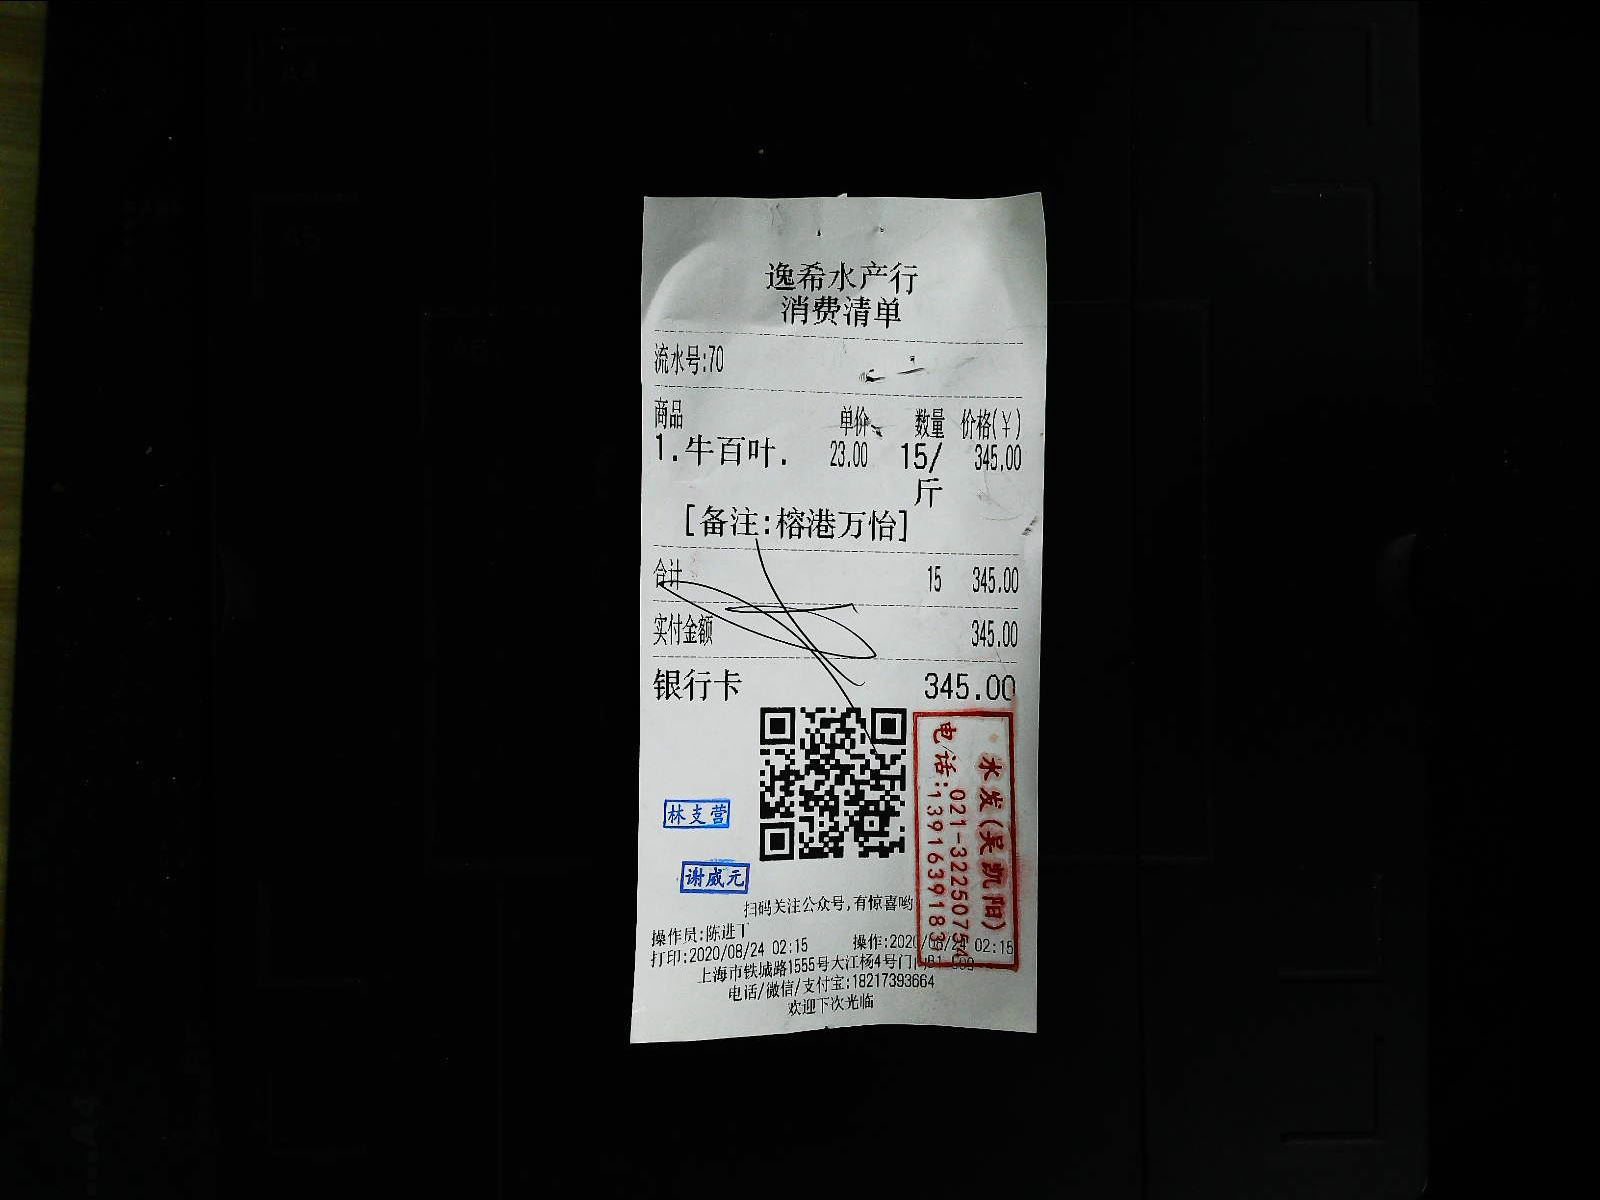 逸希水产行
消费清单
流水号:70
商品 单价 数量 价格(¥)
1.牛百叶. 23.00 15/斤 345.00
[备注:榕港万怡]
合计 15 345.00
实付金额 345.00
银行卡 345.00
水发(吴凯阳)
021-32250754
电话:13916391183
林支营
谢威元
扫码关注公众号,有惊喜哟
操作员:陈进丁
打印:2020/08/24 02:15 操作:2020/08/24 02:15
上海市铁城路1555号大江杨4号门
电话/微信/支付宝:18217393664
欢迎下次光临
A4
A5